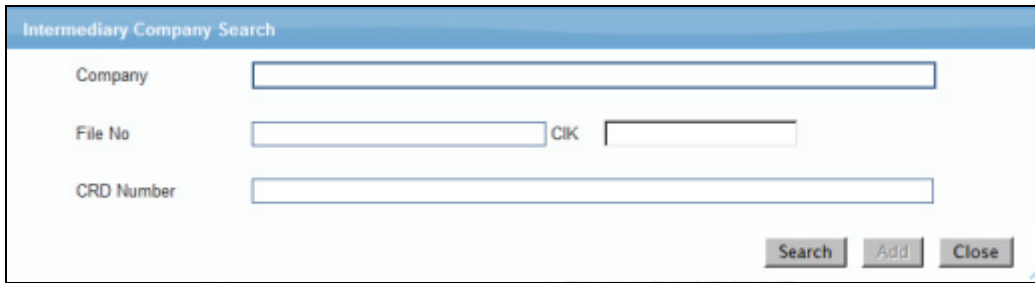 Intermediary Company Search
Company
File No CIK
CRD Number
Search Add Close